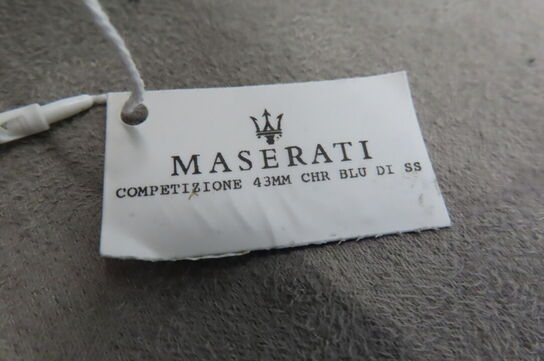 MASERATI
COMPETIZIONE 43MM CHR BLU DI SS